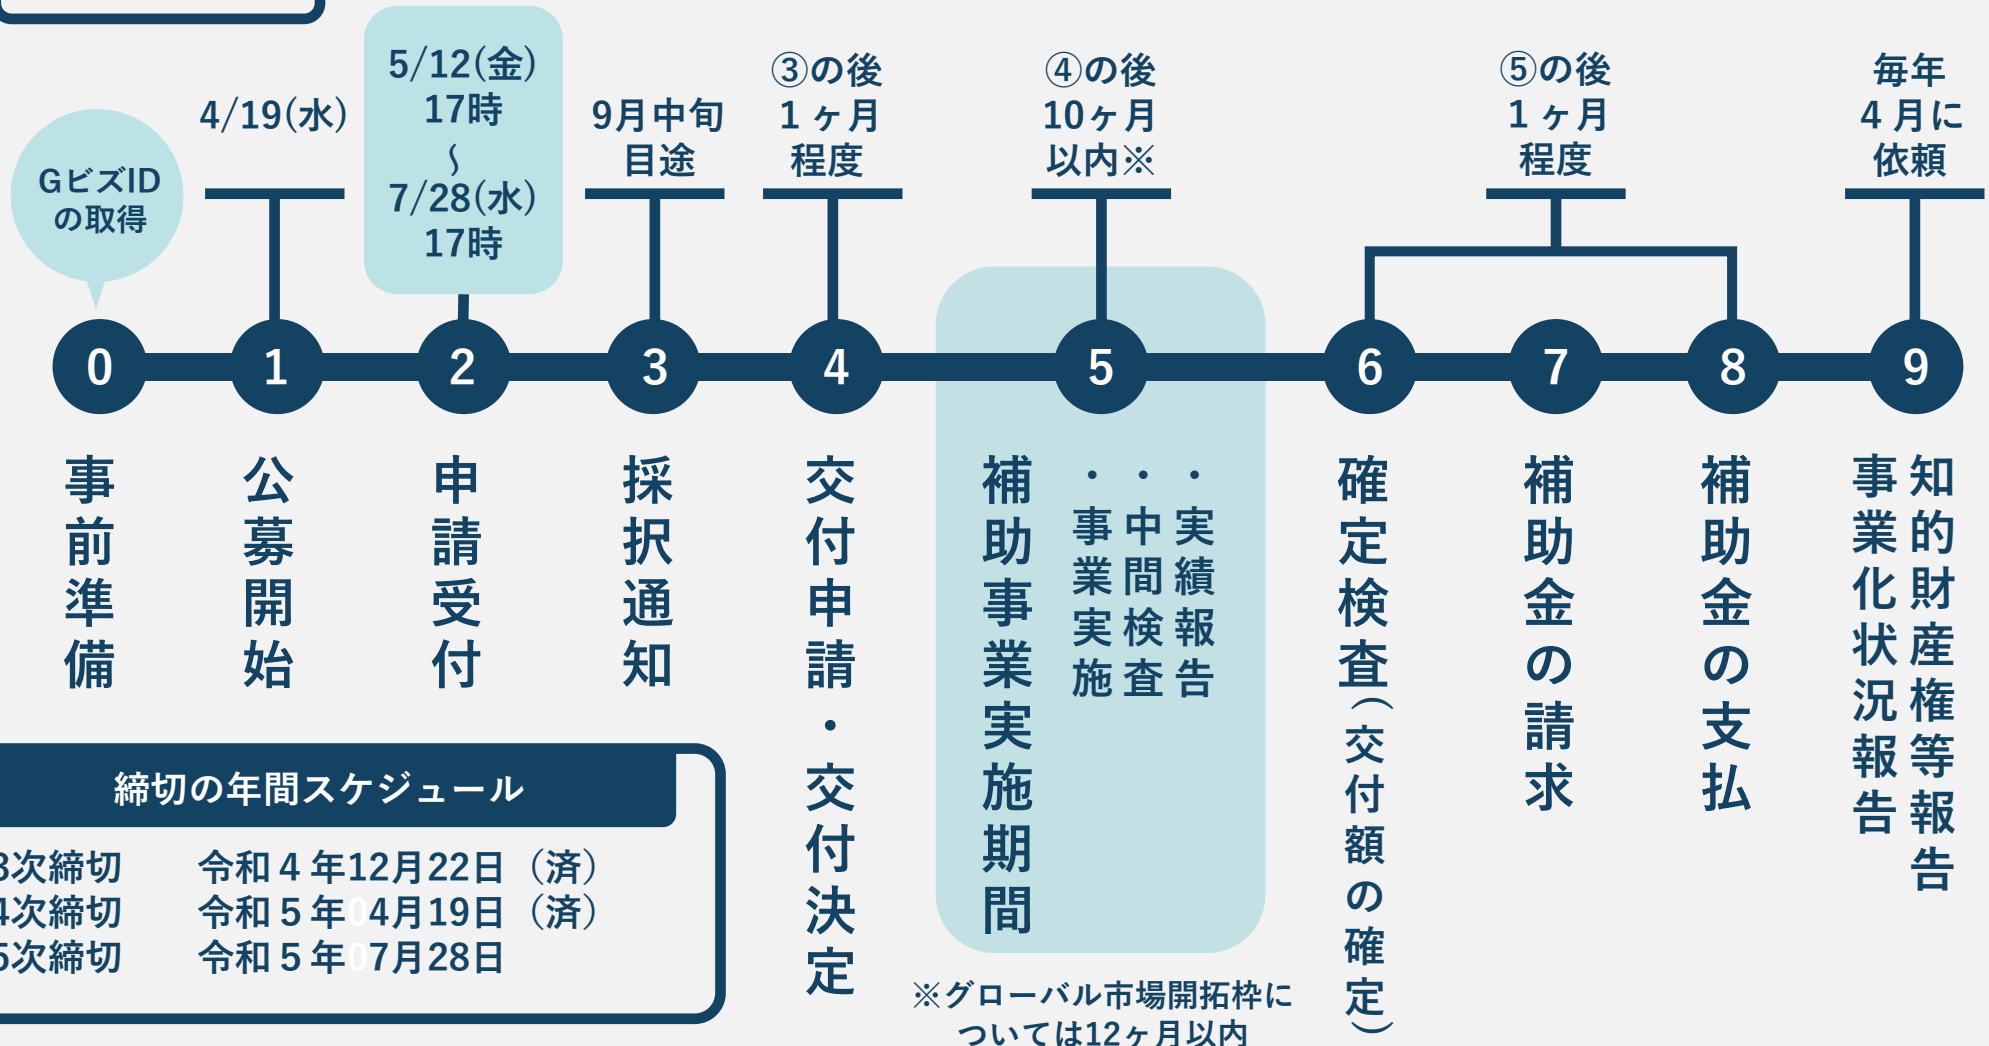 GビズID
の取得
4/19(水)
5/12(金)
17時
～
7/28(水)
17時
9月中旬
目途
③の後
1ヶ月
程度
④の後
10ヶ月
以内※
⑤の後
1ヶ月
程度
毎年
4月に
依頼
0
1
2
3
4
5
6
7
8
9
事前準備
公募開始
申請受付
採択通知
交付申請・交付決定
補助事業実施期間
・事業実施
・中間検査
・実績報告
確定検査（交付額の確定）
補助金の請求
補助金の支払
知的財産権等報告
事業化状況報告
※グローバル市場開拓枠に
ついては12ヶ月以内
締切の年間スケジュール
3次締切 令和4年12月22日（済）
4次締切 令和5年04月19日（済）
5次締切 令和5年07月28日